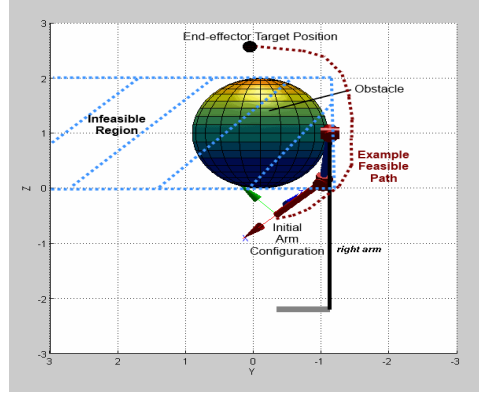 3
2
1
0
-1
-2
-3
Z
3
2
1
0
-1
-2
-3
Y
End-effector Target Position
Obstacle
Infeasible
Region
Example
Feasible
Path
Initial
Arm
Configuration
right arm
X